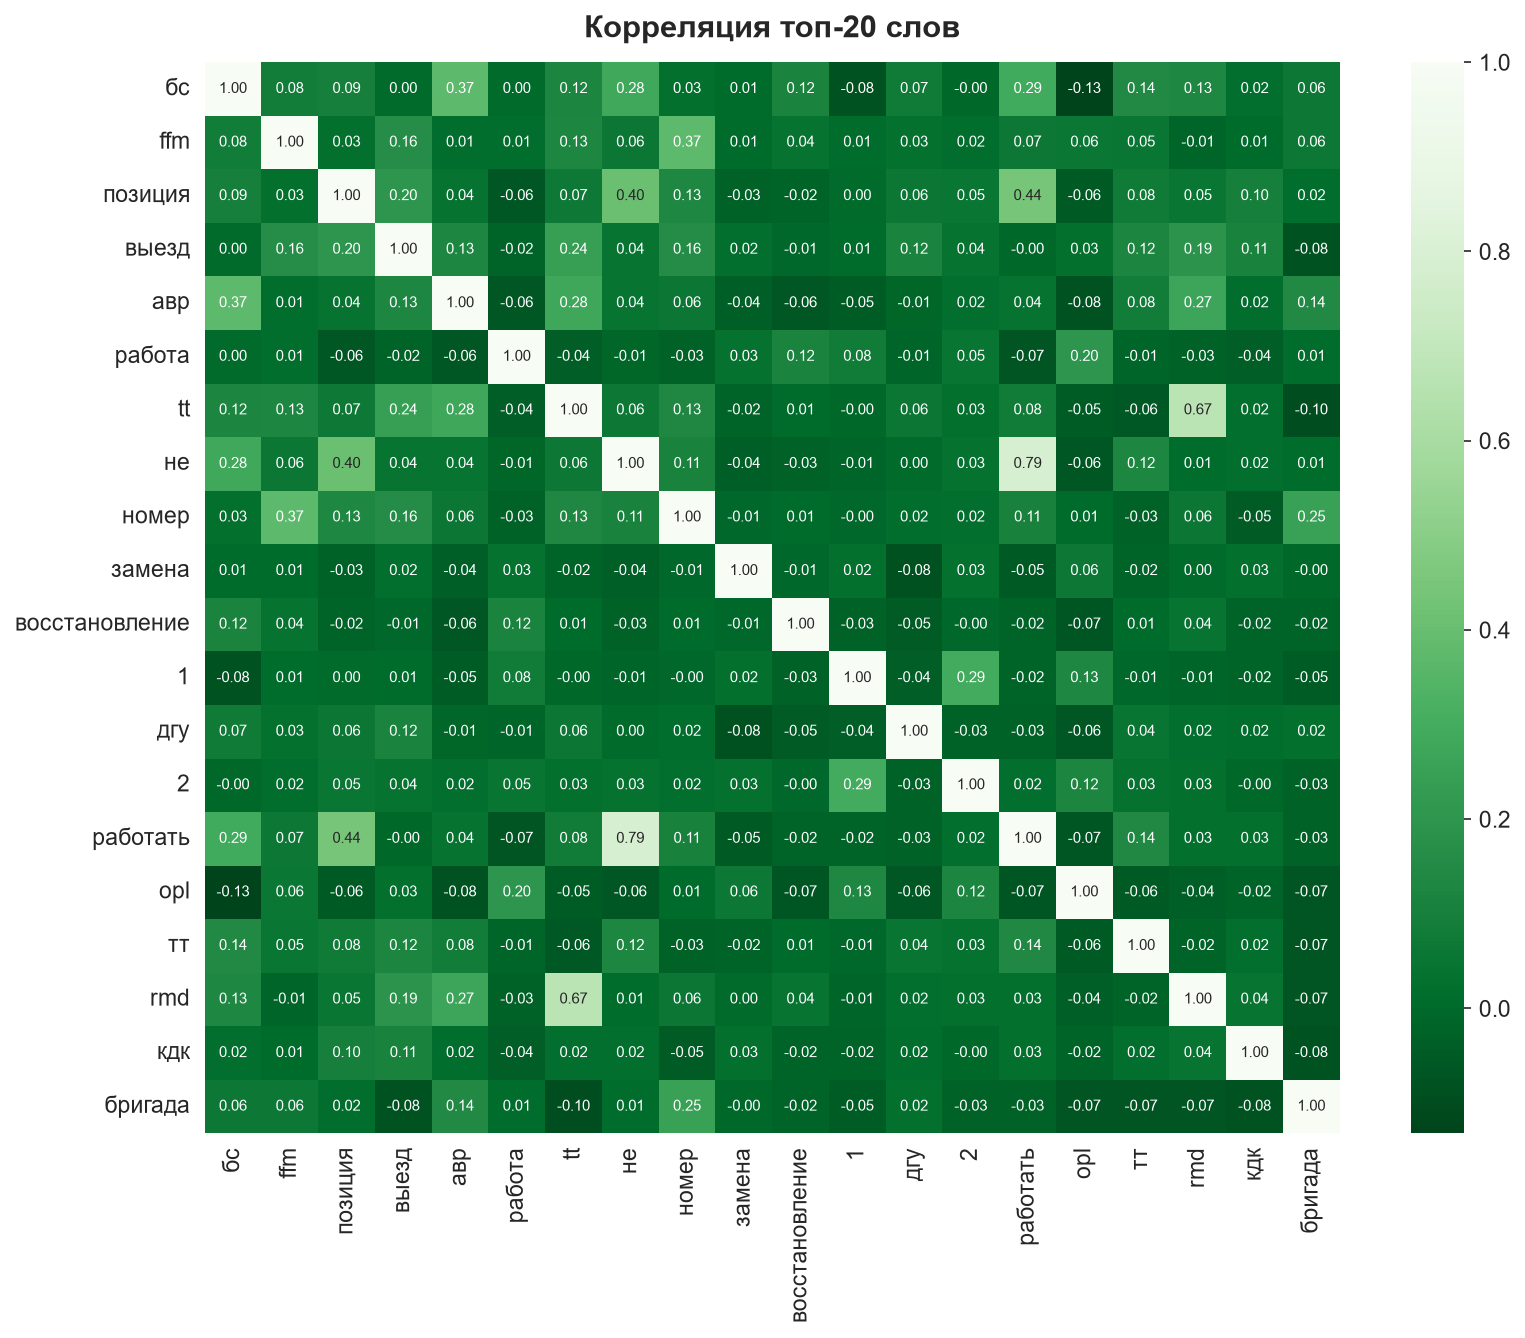 Корреляция топ-20 слов
бс 1.00 0.08 0.09 0.00 0.37 0.00 0.12 0.28 0.03 0.01 0.12 -0.08 0.07 -0.00 0.29 -0.13 0.14 0.13 0.02 0.06
ffm 0.08 1.00 0.03 0.16 0.01 0.01 0.13 0.06 0.37 0.01 0.04 0.01 0.03 0.02 0.07 0.06 0.05 -0.01 0.01 0.06
позиция 0.09 0.03 1.00 0.20 0.04 -0.06 0.07 0.40 0.13 -0.03 -0.02 0.00 0.06 0.05 0.44 -0.06 0.08 0.05 0.10 0.02
выезд 0.00 0.16 0.20 1.00 0.13 -0.02 0.24 0.04 0.16 0.02 -0.01 0.01 0.12 0.04 -0.00 0.03 0.12 0.19 0.11 -0.08
авр 0.37 0.01 0.04 0.13 1.00 -0.06 0.28 0.04 0.06 -0.04 -0.06 -0.05 -0.01 0.02 0.04 -0.08 0.08 0.27 0.02 0.14
работа 0.00 0.01 -0.06 -0.02 -0.06 1.00 -0.04 -0.01 -0.03 0.03 0.12 0.08 -0.01 0.05 -0.07 0.20 -0.01 -0.03 -0.04 0.01
tt 0.12 0.13 0.07 0.24 0.28 -0.04 1.00 0.06 0.13 -0.02 0.01 -0.00 0.06 0.03 0.08 -0.05 -0.06 0.67 0.02 -0.10
не 0.28 0.06 0.40 0.04 0.04 -0.01 0.06 1.00 0.11 -0.04 -0.03 -0.01 0.00 0.03 0.79 -0.06 0.12 0.01 0.02 0.01
номер 0.03 0.37 0.13 0.16 0.06 -0.03 0.13 0.11 1.00 -0.01 0.01 -0.00 0.02 0.02 0.11 0.01 -0.03 0.06 -0.05 0.25
замена 0.01 0.01 -0.03 0.02 -0.04 0.03 -0.02 -0.04 -0.01 1.00 -0.01 0.02 -0.08 0.03 -0.05 0.06 -0.02 0.00 0.03 -0.00
восстановление 0.12 0.04 -0.02 -0.01 -0.06 0.12 0.01 -0.03 0.01 -0.01 1.00 -0.03 -0.05 -0.00 -0.02 -0.07 0.01 0.04 -0.02 -0.02
1 -0.08 0.01 0.00 0.01 -0.05 0.08 -0.00 -0.01 -0.00 0.02 -0.03 1.00 -0.04 0.29 -0.02 0.13 -0.01 -0.01 -0.02 -0.05
дгу 0.07 0.03 0.06 0.12 -0.01 -0.01 0.06 0.00 0.02 -0.08 -0.05 -0.04 1.00 -0.03 -0.03 -0.06 0.04 0.02 0.02 0.02
2 -0.00 0.02 0.05 0.04 0.02 0.05 0.03 0.03 0.02 0.03 -0.00 0.29 -0.03 1.00 0.02 0.12 0.03 0.03 -0.00 -0.03
работать 0.29 0.07 0.44 -0.00 0.04 -0.07 0.08 0.79 0.11 -0.05 -0.02 -0.02 -0.03 0.02 1.00 -0.07 0.14 0.03 0.03 -0.03
opl -0.13 0.06 -0.06 0.03 -0.08 0.20 -0.05 -0.06 0.01 0.06 -0.07 0.13 -0.06 0.12 -0.07 1.00 -0.06 -0.04 -0.02 -0.07
тт 0.14 0.05 0.08 0.12 0.08 -0.01 -0.06 0.12 -0.03 -0.02 0.01 -0.01 0.04 0.03 0.14 -0.06 1.00 -0.02 0.02 -0.07
rmd 0.13 -0.01 0.05 0.19 0.27 -0.03 0.67 0.01 0.06 0.00 0.04 -0.01 0.02 0.03 0.03 -0.04 -0.02 1.00 0.04 -0.07
кдк 0.02 0.01 0.10 0.11 0.02 -0.04 0.02 0.02 -0.05 0.03 -0.02 -0.02 0.02 -0.00 0.03 -0.02 0.02 0.04 1.00 -0.08
бригада 0.06 0.06 0.02 -0.08 0.14 0.01 -0.10 0.01 0.25 -0.00 -0.02 -0.05 0.02 -0.03 -0.03 -0.07 -0.07 -0.07 -0.08 1.00
бс ffm позиция выезд авр работа tt не номер замена восстановление 1 дгу 2 работать opl тт rmd кдк бригада
1.0
0.8
0.6
0.4
0.2
0.0